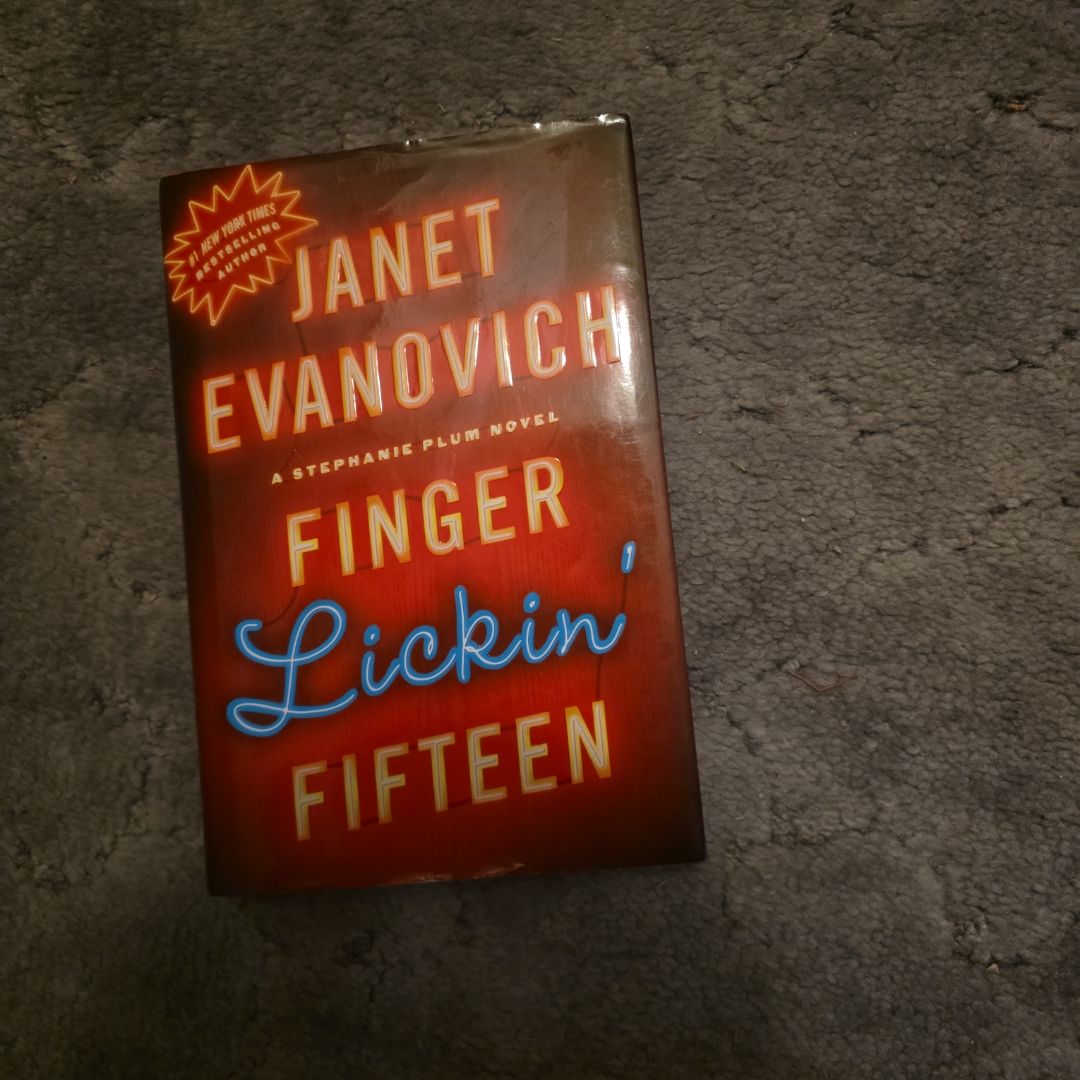 #1 NEW YORK TIMES
BESTSELLING
AUTHOR
JANET
EVANOVICH
A STEPHANIE PLUM NOVEL
FINGER
Lickin'
FIFTEEN